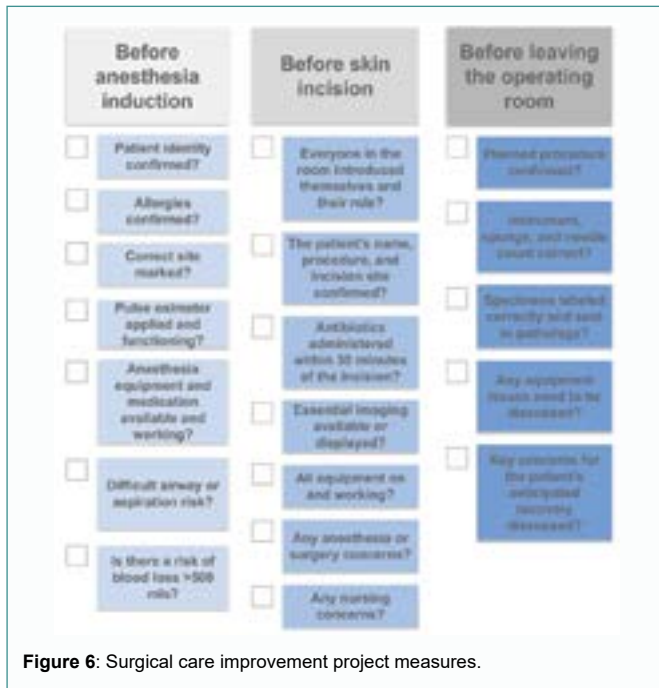 Before
anesthesia
induction
Patient identity
confirmed?
Allergies
confirmed?
Correct site
marked?
Pulse oximeter
applied and
functioning?
Anesthesia
equipment and
medication
available and
working?
Difficult airway or
aspiration risk?
Is there a risk of
blood loss >500
mls?
Before skin
incision
Everyone in the
room introduced
themselves and
their role?
The patient's name,
procedure, and
incision site
confirmed?
Antibiotics
administered
within 30 minutes
of the incision?
Essential imaging
available or
displayed?
All equipment on
and working?
Any anesthesia or
surgery concerns?
Any nursing
concerns?
Before leaving
the operating
room
Planned procedure
confirmed?
Instrument,
sponge, and needle
count correct?
Specimens labeled
correctly and sent
to pathology?
Any equipment
issues need to be
discussed?
Key concerns for
the patient's
anticipated
recovery
discussed?
Figure 6: Surgical care improvement project measures.